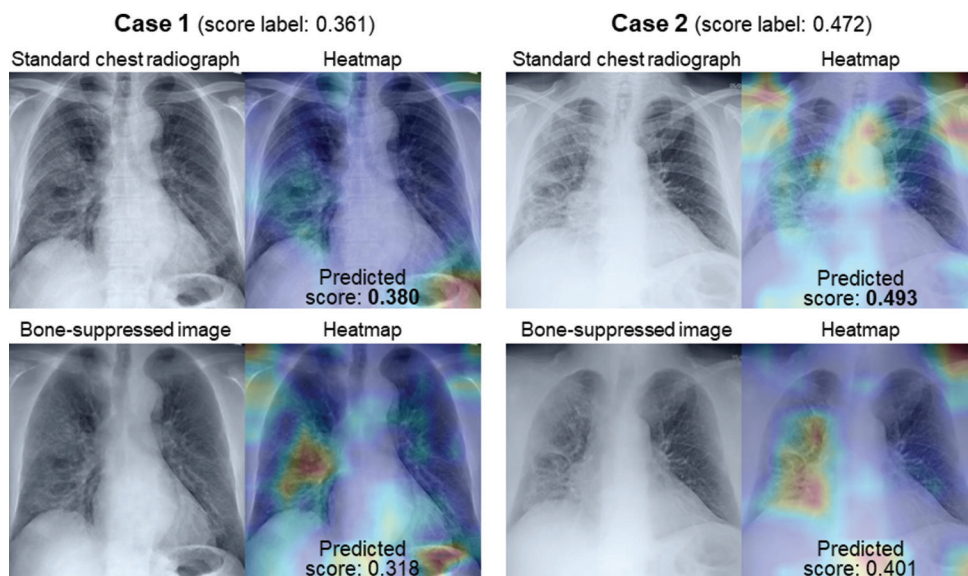 Case 1 (score label: 0.361)
Case 2 (score label: 0.472)
Standard chest radiograph
Heatmap
Standard chest radiograph
Heatmap
Predicted
score: 0.380
Predicted
score: 0.493
Bone-suppressed image
Heatmap
Bone-suppressed image
Heatmap
Predicted
score: 0.318
Predicted
score: 0.401